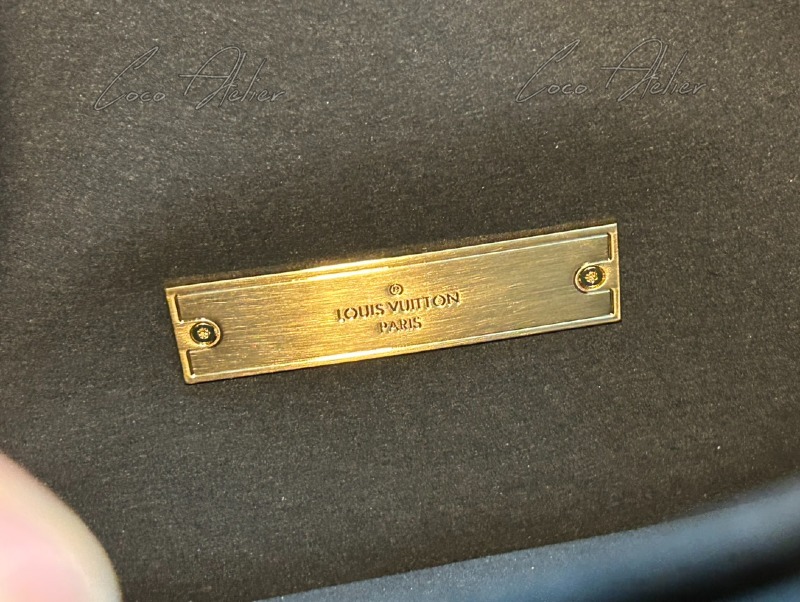 Coco Atelier Coco Atelier
®
LOUIS VUITTON
PARIS